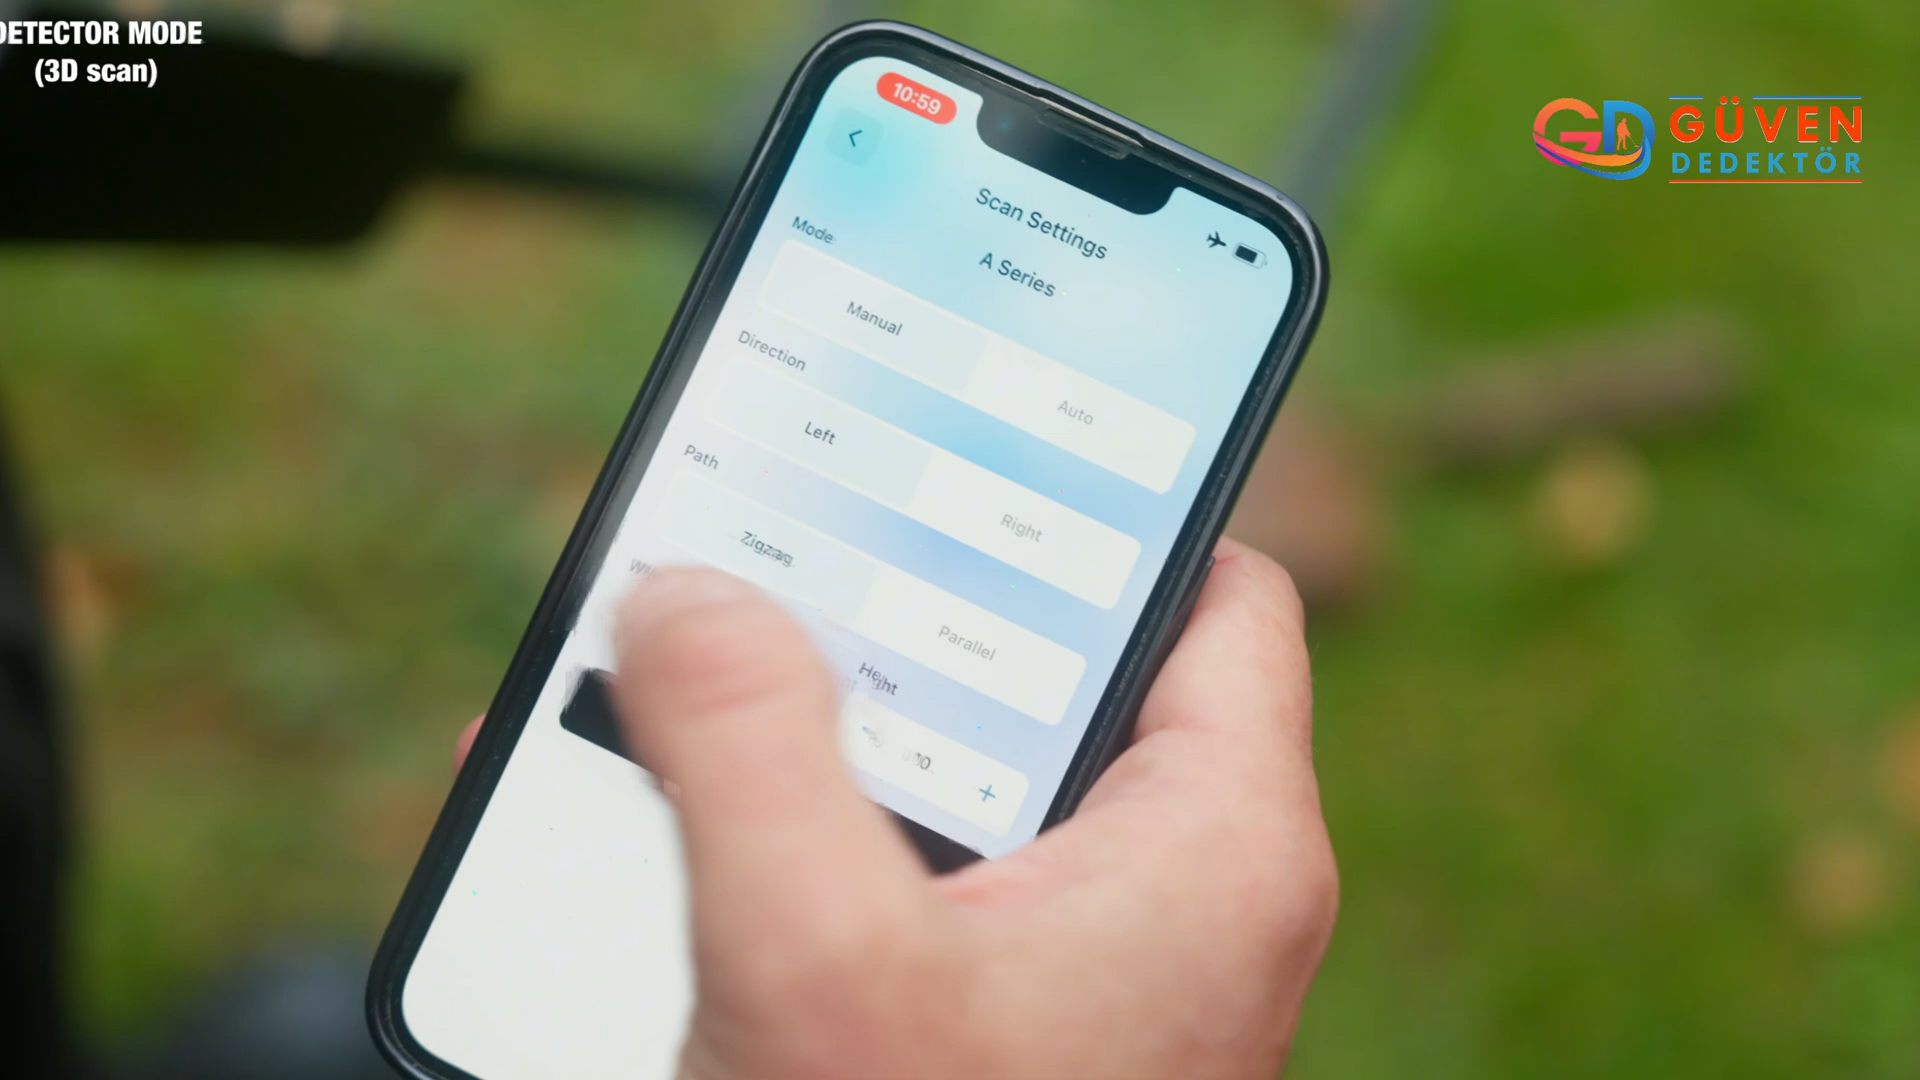 DETECTOR MODE
(3D scan)
GD GÜVEN
DEDEKTÖR
10:59
Scan Settings
A Series
Mode
Manual
Auto
Direction
Left
Right
Path
Zigzag
Parallel
Height
+